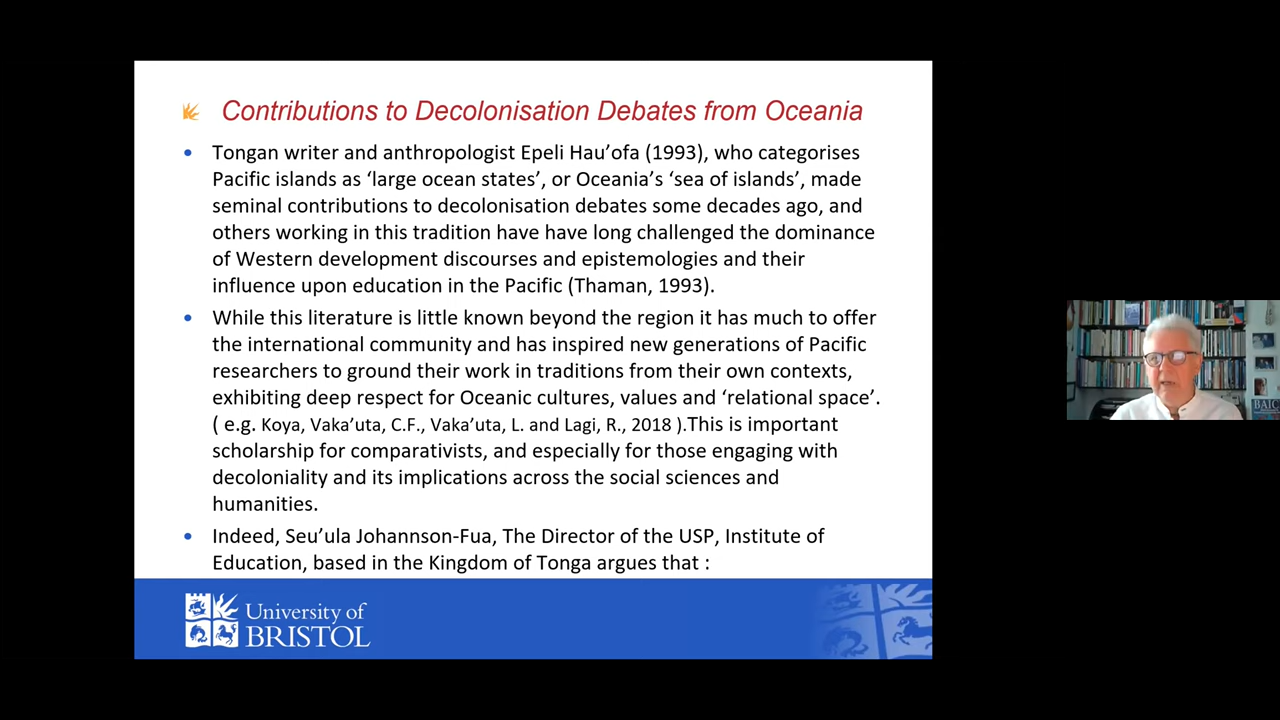 Contributions to Decolonisation Debates from Oceania
• Tongan writer and anthropologist Epeli Hau’ofa (1993), who categorises
Pacific islands as ‘large ocean states’, or Oceania’s ‘sea of islands’, made
seminal contributions to decolonisation debates some decades ago, and
others working in this tradition have have long challenged the dominance
of Western development discourses and epistemologies and their
influence upon education in the Pacific (Thaman, 1993).
• While this literature is little known beyond the region it has much to offer
the international community and has inspired new generations of Pacific
researchers to ground their work in traditions from their own contexts,
exhibiting deep respect for Oceanic cultures, values and ‘relational space’.
( e.g. Koya, Vaka’uta, C.F., Vaka’uta, L. and Lagi, R., 2018 ).This is important
scholarship for comparativists, and especially for those engaging with
decoloniality and its implications across the social sciences and
humanities.
• Indeed, Seu’ula Johannson-Fua, The Director of the USP, Institute of
Education, based in the Kingdom of Tonga argues that :
University of
BRISTOL
BAIC